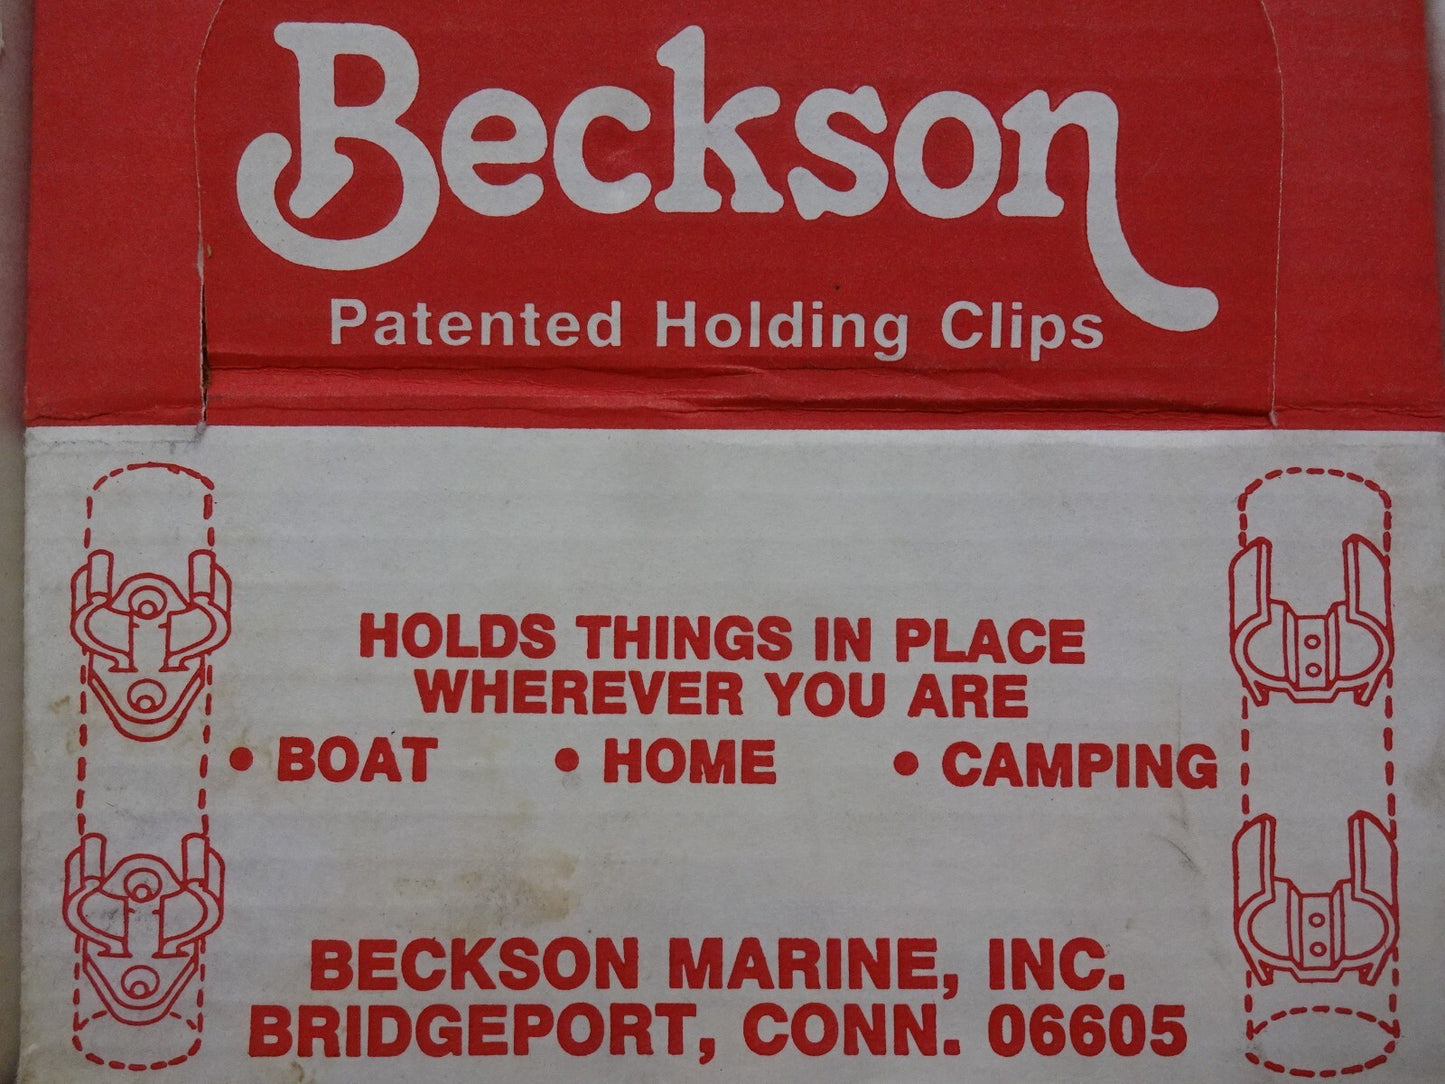 Beckson
Patented Holding Clips
HOLDS THINGS IN PLACE
WHEREVER YOU ARE
• BOAT • HOME • CAMPING
BECKSON MARINE, INC.
BRIDGEPORT, CONN. 06605